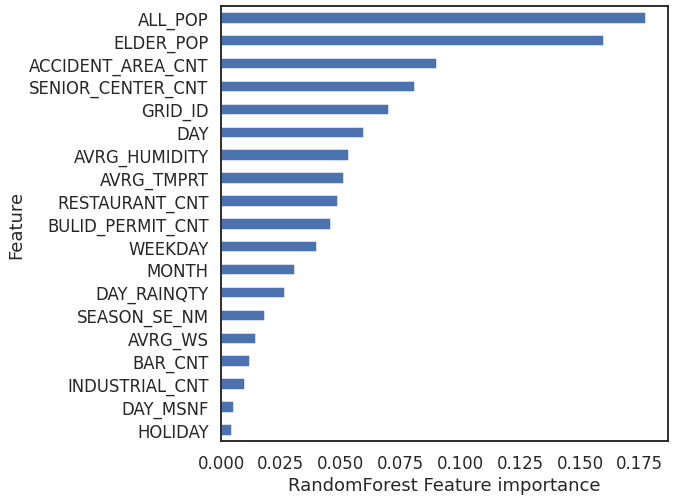 ALL_POP
ELDER_POP
ACCIDENT_AREA_CNT
SENIOR_CENTER_CNT
GRID_ID
DAY
AVRG_HUMIDITY
AVRG_TMPRT
RESTAURANT_CNT
BULID_PERMIT_CNT
WEEKDAY
MONTH
DAY_RAINQTY
SEASON_SE_NM
AVRG_WS
BAR_CNT
INDUSTRIAL_CNT
DAY_MSNF
HOLIDAY
Feature
0.000 0.025 0.050 0.075 0.100 0.125 0.150 0.175
RandomForest Feature importance